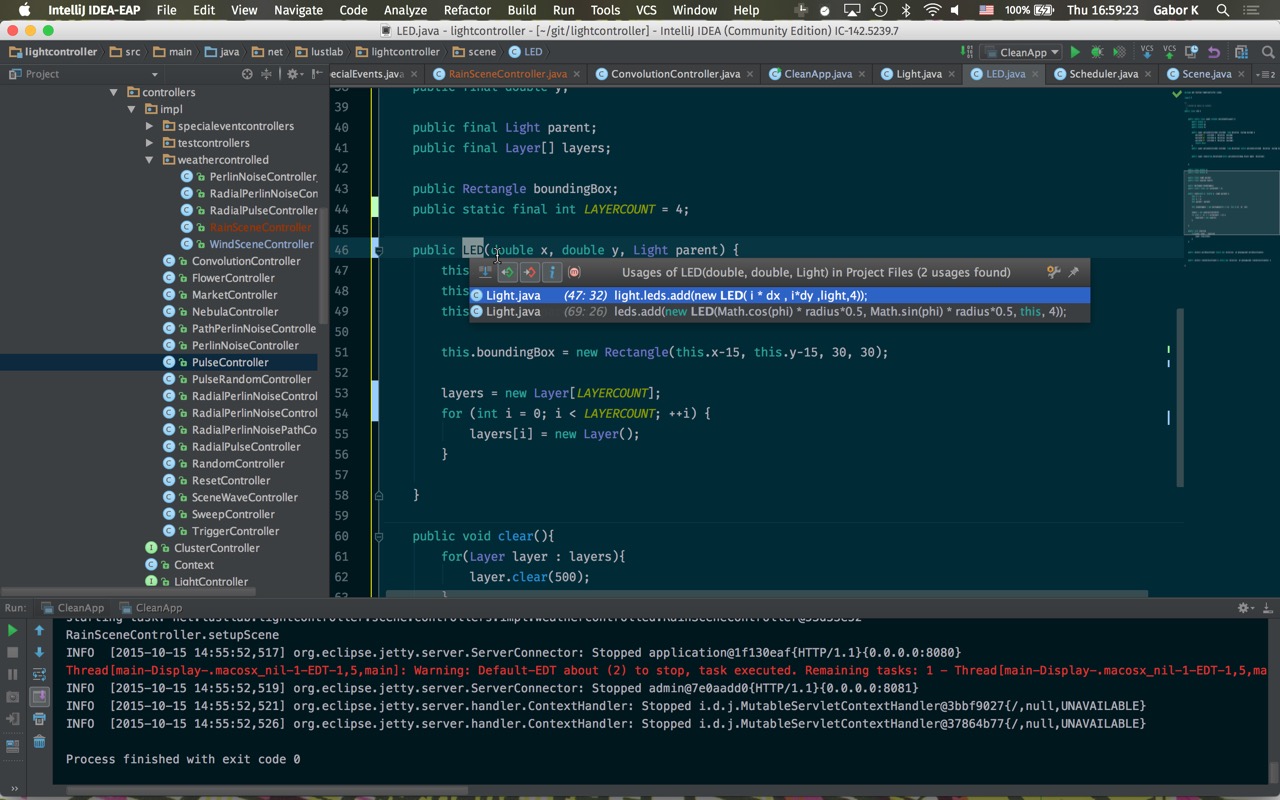 IntelliJ IDEA-EAP File Edit View Navigate Code Analyze Refactor Build Run Tools VCS Window Help 100% Thu 16:59:23 Gabor K
LED.java - lightcontroller - [~/git/lightcontroller] - IntelliJ IDEA (Community Edition) IC-142.5239.7
lightcontroller src main java net lustlab lightcontroller scene LED CleanApp VCS VCS
Project
ecialEvents.java RainSceneController.java ConvolutionController.java CleanApp.java Light.java LED.java Scheduler.java Scene.java
controllers
impl
specialeventcontrollers
testcontrollers
weathercontrolled
PerlinNoiseController
RadialPerlinNoiseCon
RadialPulseController
RainSceneController
WindSceneController
ConvolutionController
FlowerController
MarketController
NebulaController
PathPerlinNoiseControlle
PerlinNoiseController
PulseController
PulseRandomController
RadialPerlinNoiseControl
RadialPerlinNoiseControl
RadialPerlinNoisePathCo
RadialPulseController
RandomController
ResetController
SceneWaveController
SweepController
TriggerController
ClusterController
Context
LightController
38 public final double y;
39
40 public final Light parent;
41 public final Layer[] layers;
42
43 public Rectangle boundingBox;
44 public static final int LAYERCOUNT = 4;
45
46 public LED(double x, double y, Light parent) {
47 this
48 this
49 this
Usages of LED(double, double, Light) in Project Files (2 usages found)
Light.java (47: 32) light.leds.add(new LED( i * dx , i*dy ,light,4));
Light.java (69: 26) leds.add(new LED(Math.cos(phi) * radius*0.5, Math.sin(phi) * radius*0.5, this, 4));
50
51 this.boundingBox = new Rectangle(this.x-15, this.y-15, 30, 30);
52
53 layers = new Layer[LAYERCOUNT];
54 for (int i = 0; i < LAYERCOUNT; ++i) {
55 layers[i] = new Layer();
56 }
57
58 }
59
60 public void clear(){
61 for(Layer layer : layers){
62 layer.clear(500);
63 }
Run: CleanApp CleanApp
RainSceneController.setupScene
INFO [2015-10-15 14:55:52,517] org.eclipse.jetty.server.ServerConnector: Stopped application@1f130eaf{HTTP/1.1}{0.0.0.0:8080}
Thread[main-Display-.macosx_nil-1-EDT-1,5,main]: Warning: Default-EDT about (2) to stop, task executed. Remaining tasks: 1 - Thread[main-Display-.macosx_nil-1-EDT-1,5,ma
INFO [2015-10-15 14:55:52,519] org.eclipse.jetty.server.ServerConnector: Stopped admin@7e0aadd0{HTTP/1.1}{0.0.0.0:8081}
INFO [2015-10-15 14:55:52,521] org.eclipse.jetty.server.handler.ContextHandler: Stopped i.d.j.MutableServletContextHandler@3bbf9027{/,null,UNAVAILABLE}
INFO [2015-10-15 14:55:52,526] org.eclipse.jetty.server.handler.ContextHandler: Stopped i.d.j.MutableServletContextHandler@37864b77{/,null,UNAVAILABLE}
Process finished with exit code 0